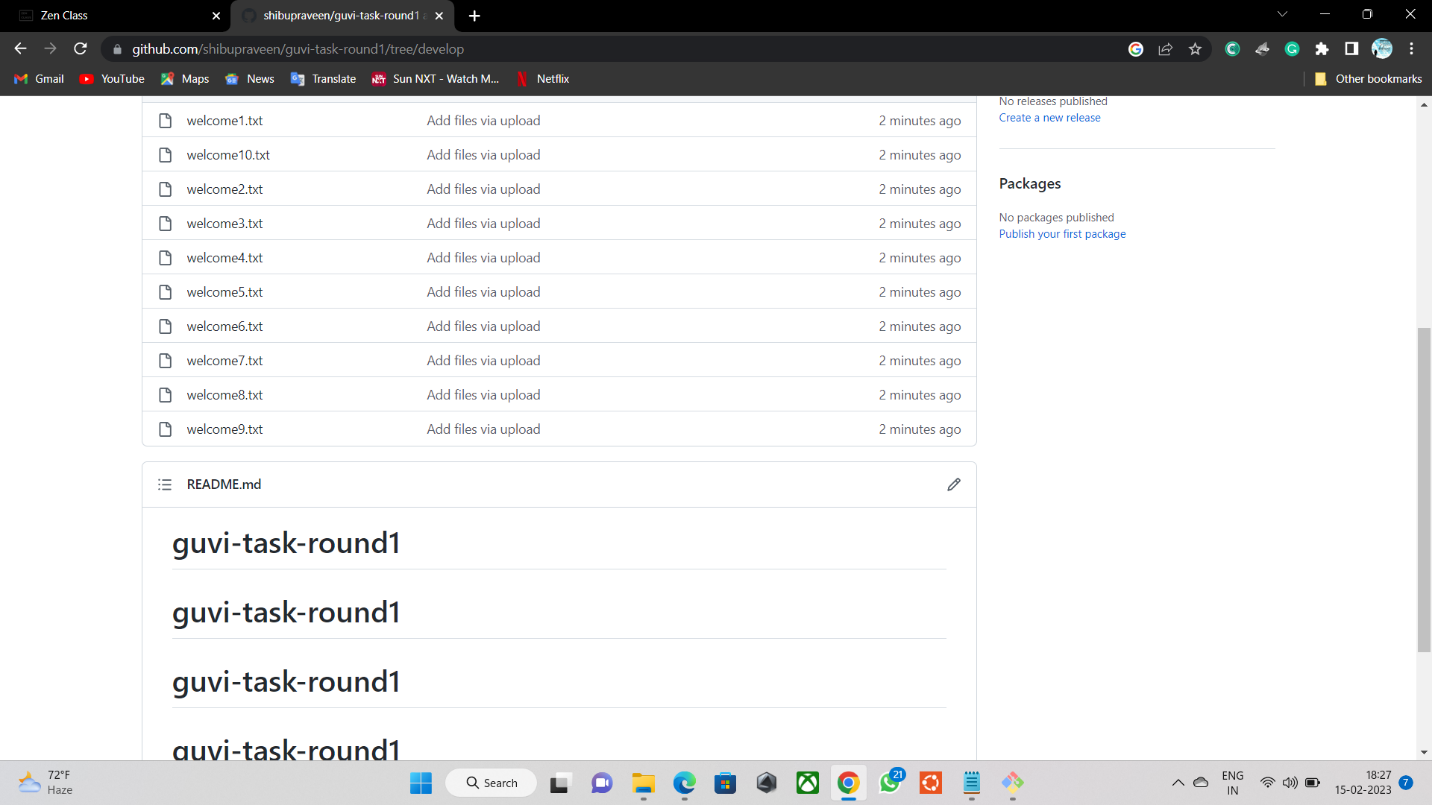 Zen Class
shibupraveen/guvi-task-round1 a
github.com/shibupraveen/guvi-task-round1/tree/develop
Gmail
YouTube
Maps
News
Translate
Sun NXT - Watch M...
Netflix
Other bookmarks
welcome1.txt Add files via upload 2 minutes ago
welcome10.txt Add files via upload 2 minutes ago
welcome2.txt Add files via upload 2 minutes ago
welcome3.txt Add files via upload 2 minutes ago
welcome4.txt Add files via upload 2 minutes ago
welcome5.txt Add files via upload 2 minutes ago
welcome6.txt Add files via upload 2 minutes ago
welcome7.txt Add files via upload 2 minutes ago
welcome8.txt Add files via upload 2 minutes ago
welcome9.txt Add files via upload 2 minutes ago
No releases published
Create a new release
Packages
No packages published
Publish your first package
README.md
guvi-task-round1
guvi-task-round1
guvi-task-round1
guvi-task-round1
72°F
Haze
Search
21
ENG
IN
18:27
15-02-2023
7